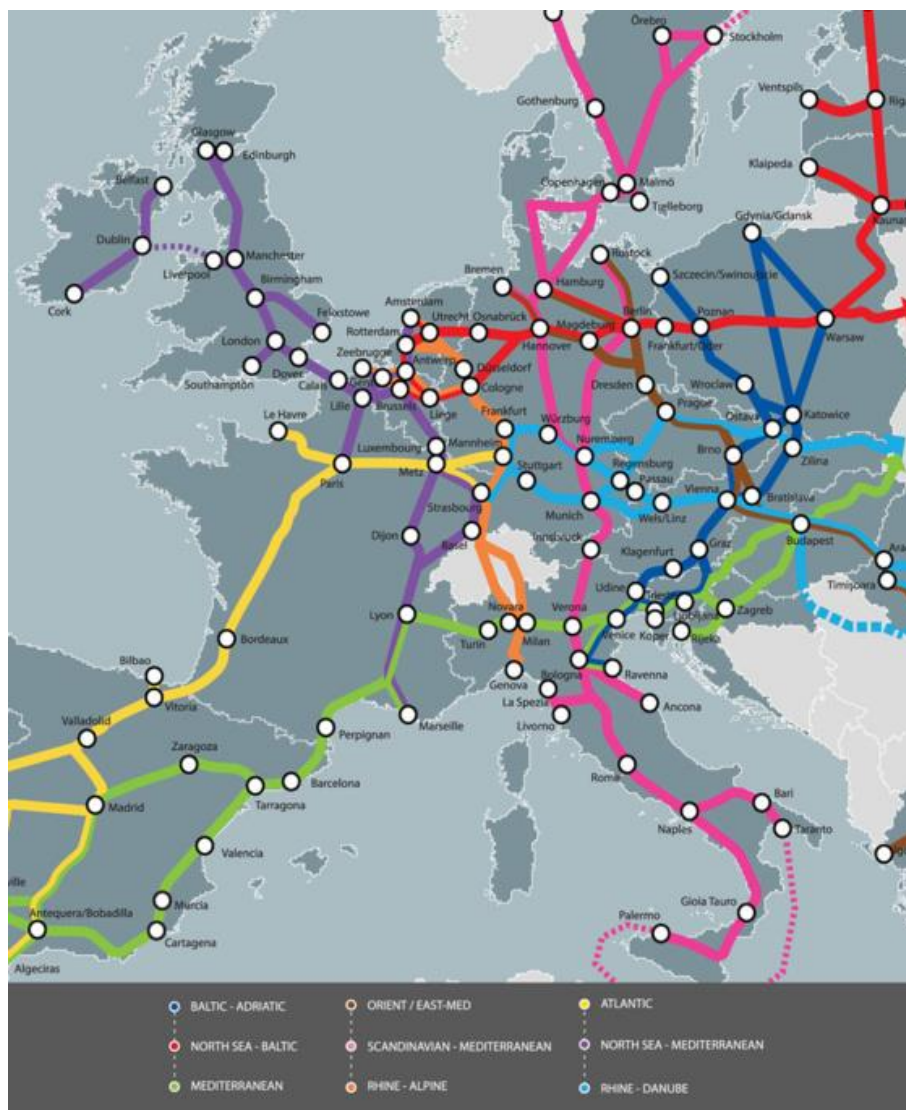 Örebro
Stockholm
Gothenburg
Ventspils
Glasgow
Edinburgh
Klaipeda
Belfast
Copenhagen
Malmö
Trelleborg
Gdynia/Gdansk
Dublin
Liverpool
Manchester
Rostock
Bremen
Szczecin/Swinoujscie
Birmingham
Hamburg
Cork
Felixstowe
Amsterdam
Utrecht
Osnabrück
Magdeburg
Berlin
Poznan
Rotterdam
Warsaw
London
Zeebrugge
Hannover
Frankfurt/Oder
Dover
Antwerp
Düsseldorf
Southampton
Calais
Cologne
Dresden
Wroclaw
Lille
Brussels
Liege
Prague
Le Havre
Frankfurt
Würzburg
Ostava
Katowice
Luxembourg
Mannheim
Nuremberg
Brno
Metz
Stuttgart
Regensburg
Zilina
Paris
Passau
Vienna
Strasbourg
Bratislava
Munich
Wels/Linz
Dijon
Basel
Innsbruck
Graz
Budapest
Klagenfurt
Udine
Timişoara
Novara
Verona
Ljubljana
Lyon
Zagreb
Turin
Milan
Venice
Koper
Rijeka
Bordeaux
Bilbao
Bologna
Ravenna
Genova
Vitoria
La Spezia
Ancona
Valladolid
Marseille
Livorno
Perpignan
Zaragoza
Barcelona
Roma
Madrid
Tarragona
Bari
Naples
Taranto
Valencia
ville
Murcia
Gioia Tauro
Antequera/Bobadilla
Palermo
Cartagena
Algeciras
BALTIC - ADRIATIC
ORIENT / EAST-MED
ATLANTIC
NORTH SEA - BALTIC
SCANDINAVIAN - MEDITERRANEAN
NORTH SEA - MEDITERRANEAN
MEDITERRANEAN
RHINE - ALPINE
RHINE - DANUBE